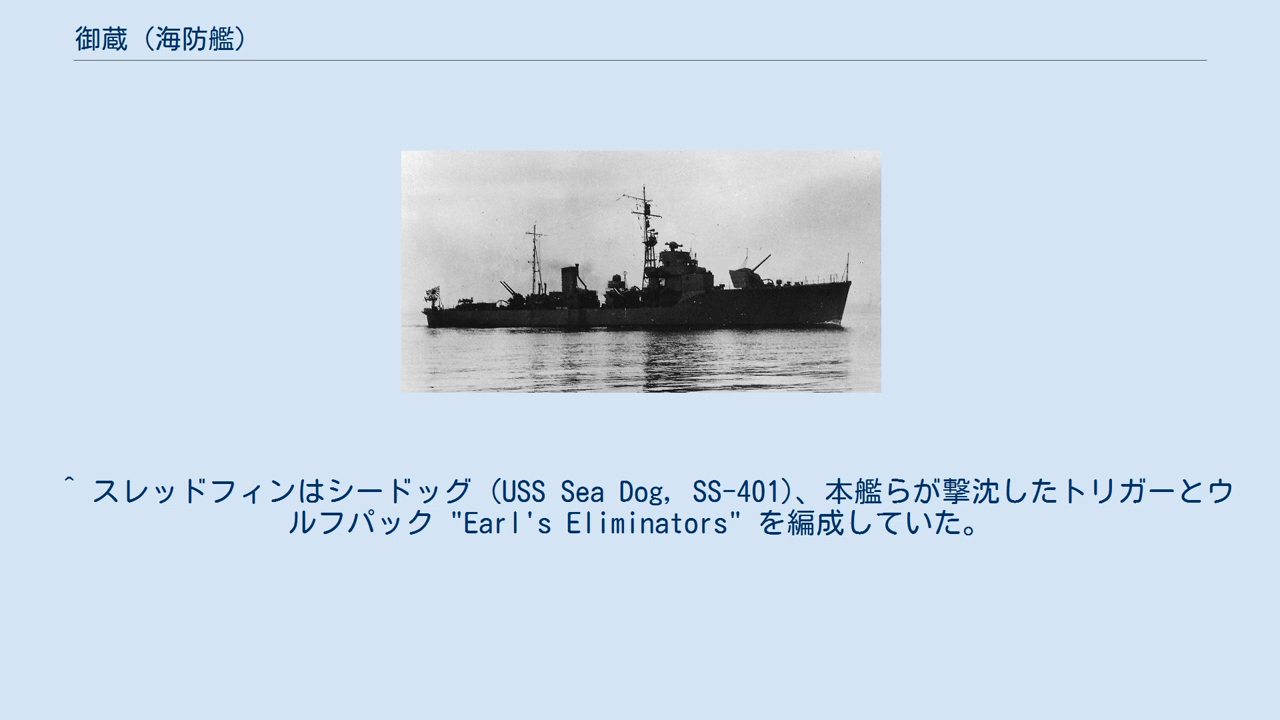 御蔵（海防艦）
^ スレッドフィンはシードッグ（USS Sea Dog, SS-401）、本艦らが撃沈したトリガーとウ
ルフパック "Earl's Eliminators" を編成していた。